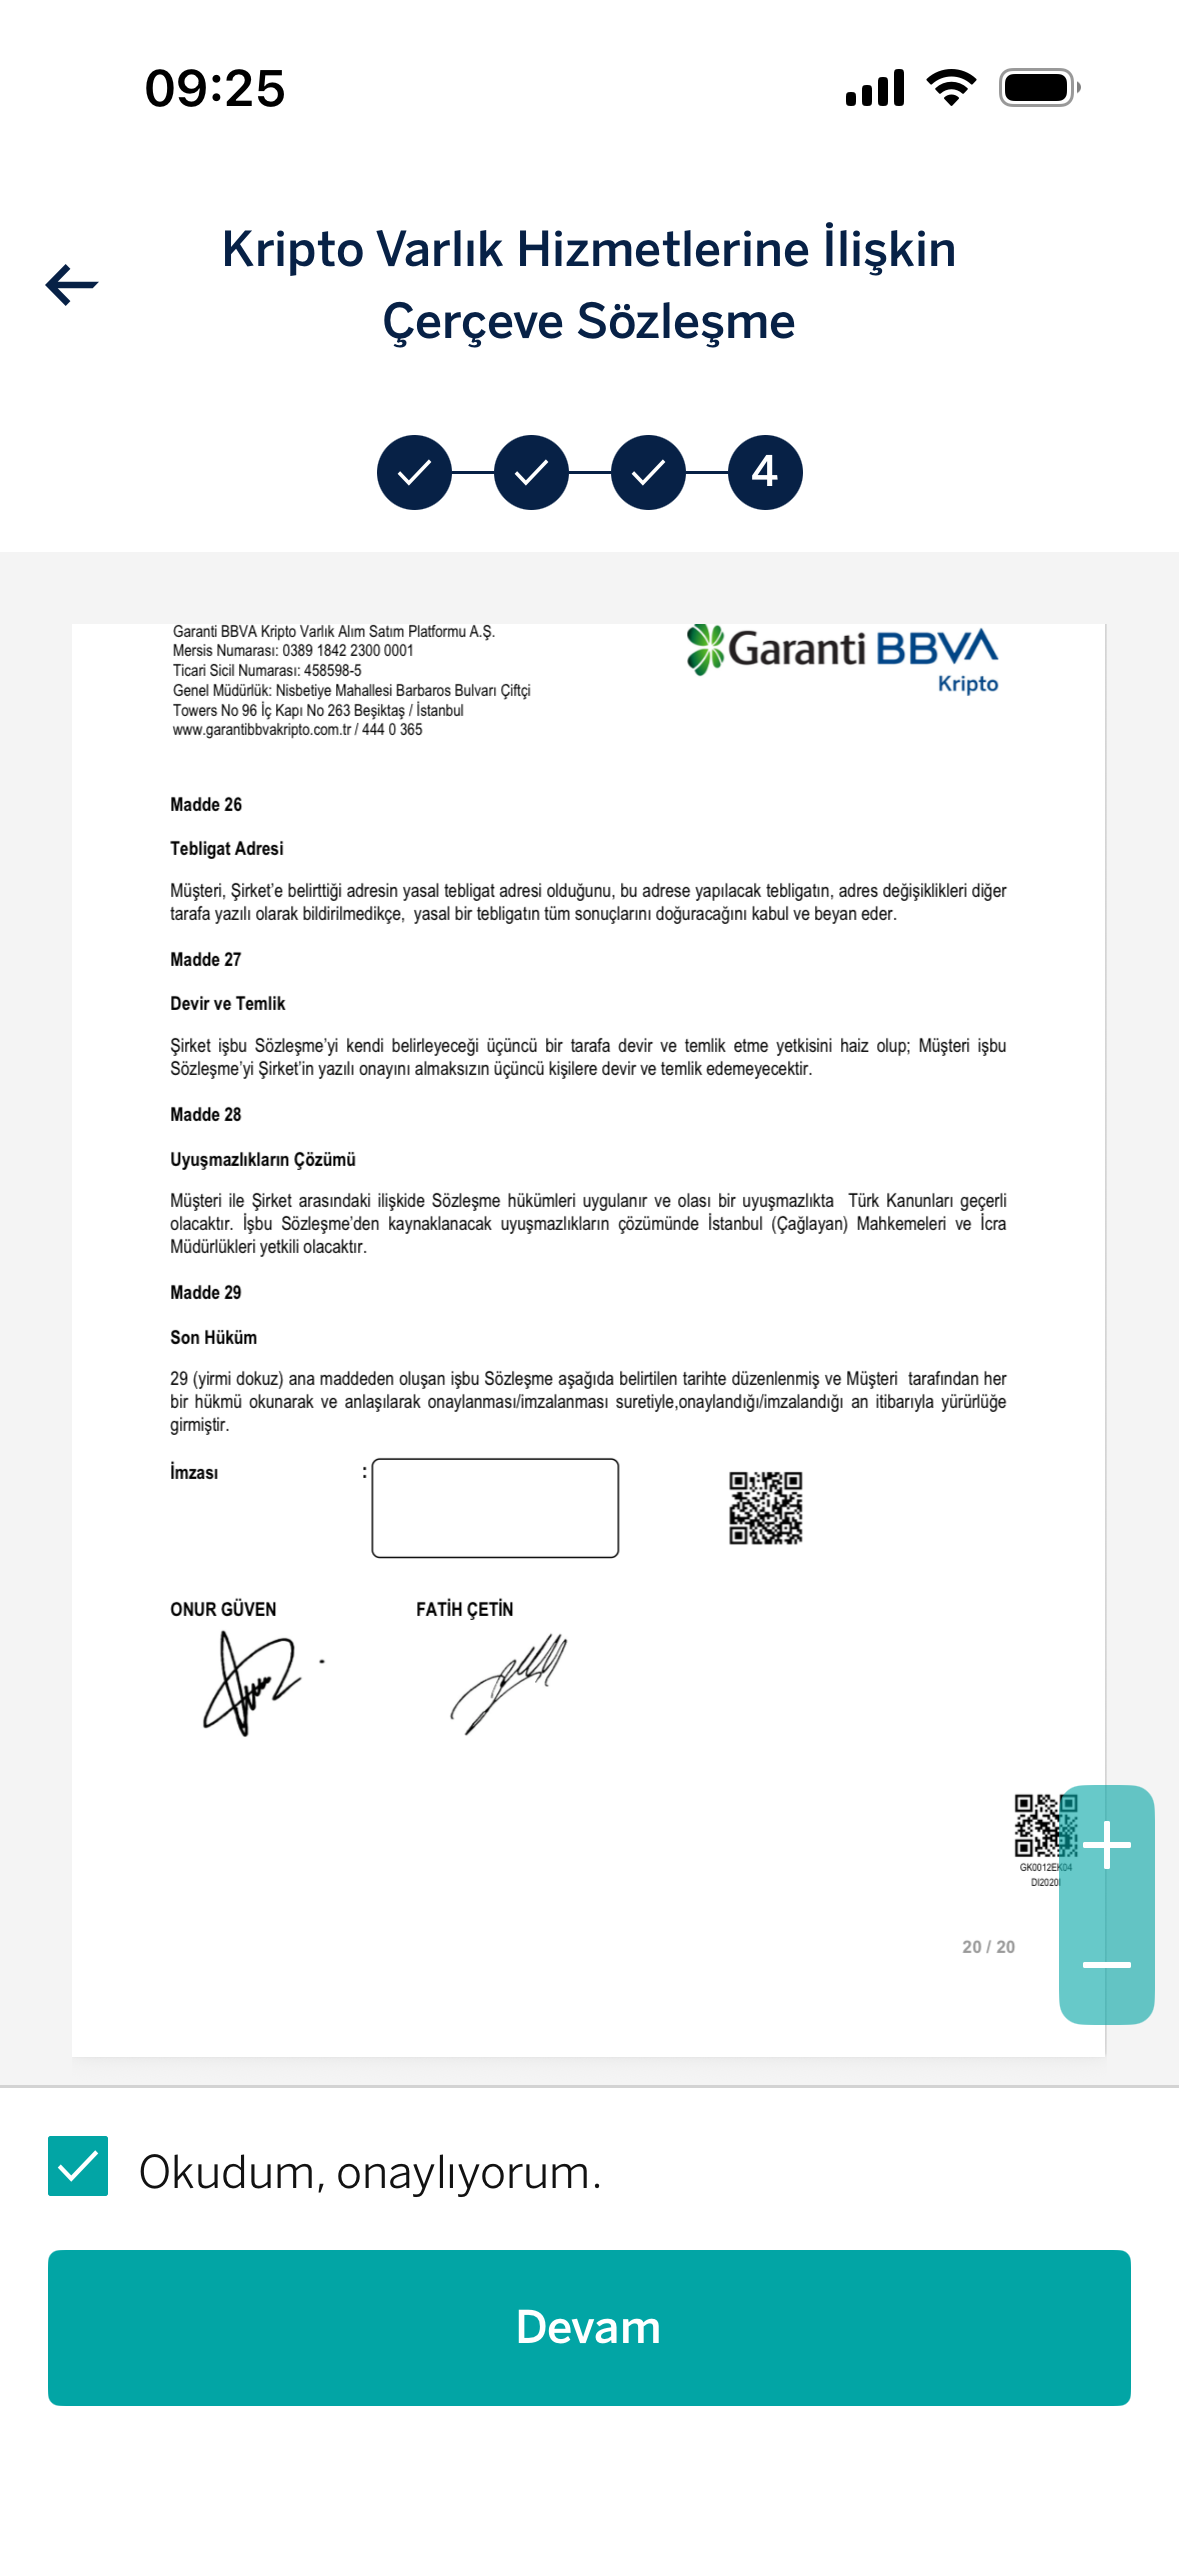 09:25
Kripto Varlık Hizmetlerine İlişkin
Çerçeve Sözleşme
4
Garanti BBVA Kripto Varlık Alım Satım Platformu A.Ş.
Mersis Numarası: 0389 1842 2300 0001
Ticari Sicil Numarası: 458598-5
Genel Müdürlük: Nisbetiye Mahallesi Barbaros Bulvarı Çiftçi
Towers No 96 İç Kapı No 263 Beşiktaş / İstanbul
www.garantibbvakripto.com.tr / 444 0 365
Garanti BBVA
Kripto
Madde 26
Tebligat Adresi
Müşteri, Şirket’e belirttiği adresin yasal tebligat adresi olduğunu, bu adrese yapılacak tebligatın, adres değişiklikleri diğer
tarafa yazılı olarak bildirilmedikçe, yasal bir tebligatın tüm sonuçlarını doğuracağını kabul ve beyan eder.
Madde 27
Devir ve Temlik
Şirket işbu Sözleşme’yi kendi belirleyeceği üçüncü bir tarafa devir ve temlik etme yetkisini haiz olup; Müşteri işbu
Sözleşme’yi Şirket’in yazılı onayını almaksızın üçüncü kişilere devir ve temlik edemeyecektir.
Madde 28
Uyuşmazlıkların Çözümü
Müşteri ile Şirket arasındaki ilişkide Sözleşme hükümleri uygulanır ve olası bir uyuşmazlıkta Türk Kanunları geçerli
olacaktır. İşbu Sözleşme’den kaynaklanacak uyuşmazlıkların çözümünde İstanbul (Çağlayan) Mahkemeleri ve İcra
Müdürlükleri yetkili olacaktır.
Madde 29
Son Hüküm
29 (yirmi dokuz) ana maddeden oluşan işbu Sözleşme aşağıda belirtilen tarihte düzenlenmiş ve Müşteri tarafından her
bir hükmü okunarak ve anlaşılarak onaylanması/imzalanması suretiyle,onaylandığı/imzalandığı an itibarıyla yürürlüğe
girmiştir.
İmzası :
ONUR GÜVEN FATİH ÇETİN
GK0012EK04
20 / 20
Okudum, onaylıyorum.
Devam